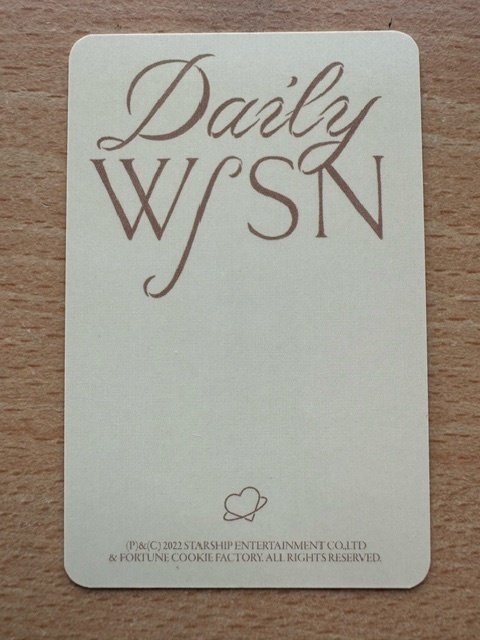 Daily
WJSN
(P)&(C) 2022 STARSHIP ENTERTAINMENT CO.,LTD
& FORTUNE COOKIE FACTORY. ALL RIGHTS RESERVED.